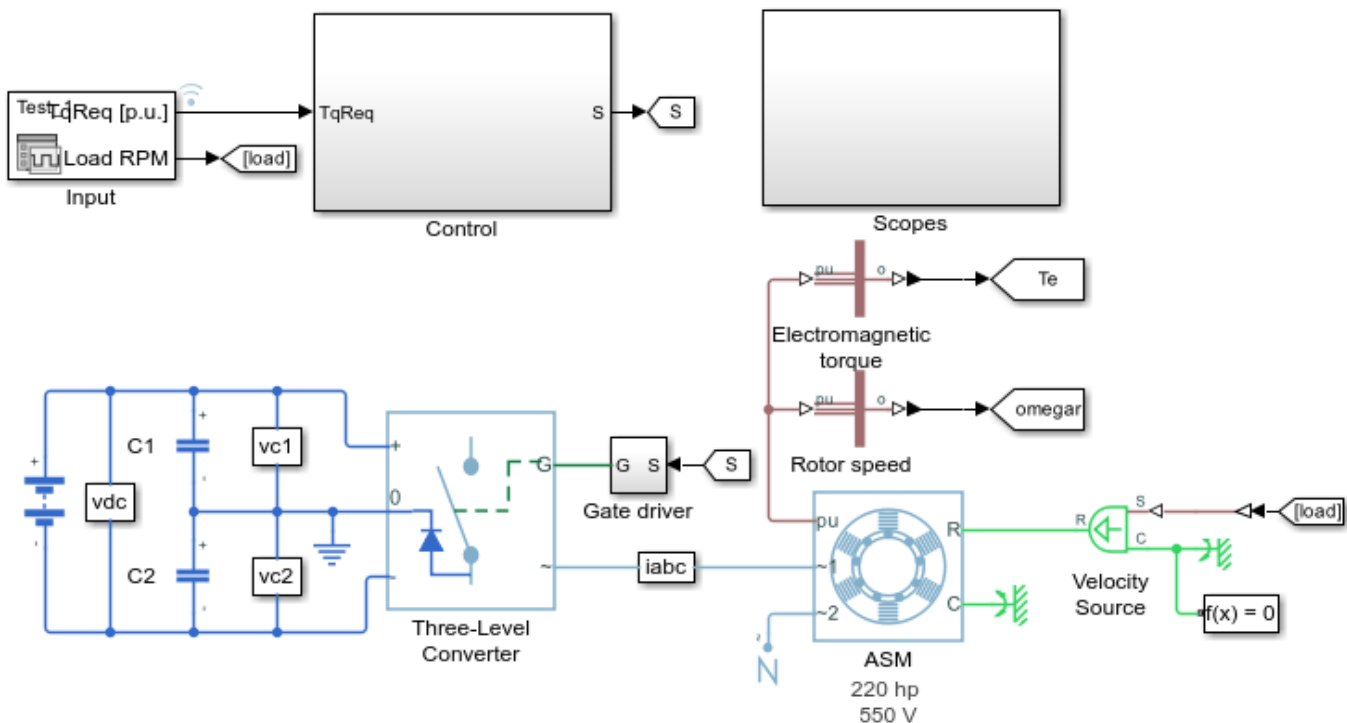 Test 1
TqReq [p.u.]
Load RPM
Input
[load]
TqReq
S
Control
S
Scopes
pu
o
Te
Electromagnetic
torque
pu
o
omegar
Rotor speed
+
vdc
-
C1
+
-
vc1
C2
+
-
vc2
+
0
-
G
~
Three-Level
Converter
G
S
Gate driver
S
iabc
~
N
pu
~1
~2
R
C
ASM
220 hp
550 V
R
S
C
Velocity
Source
[load]
f(x) = 0